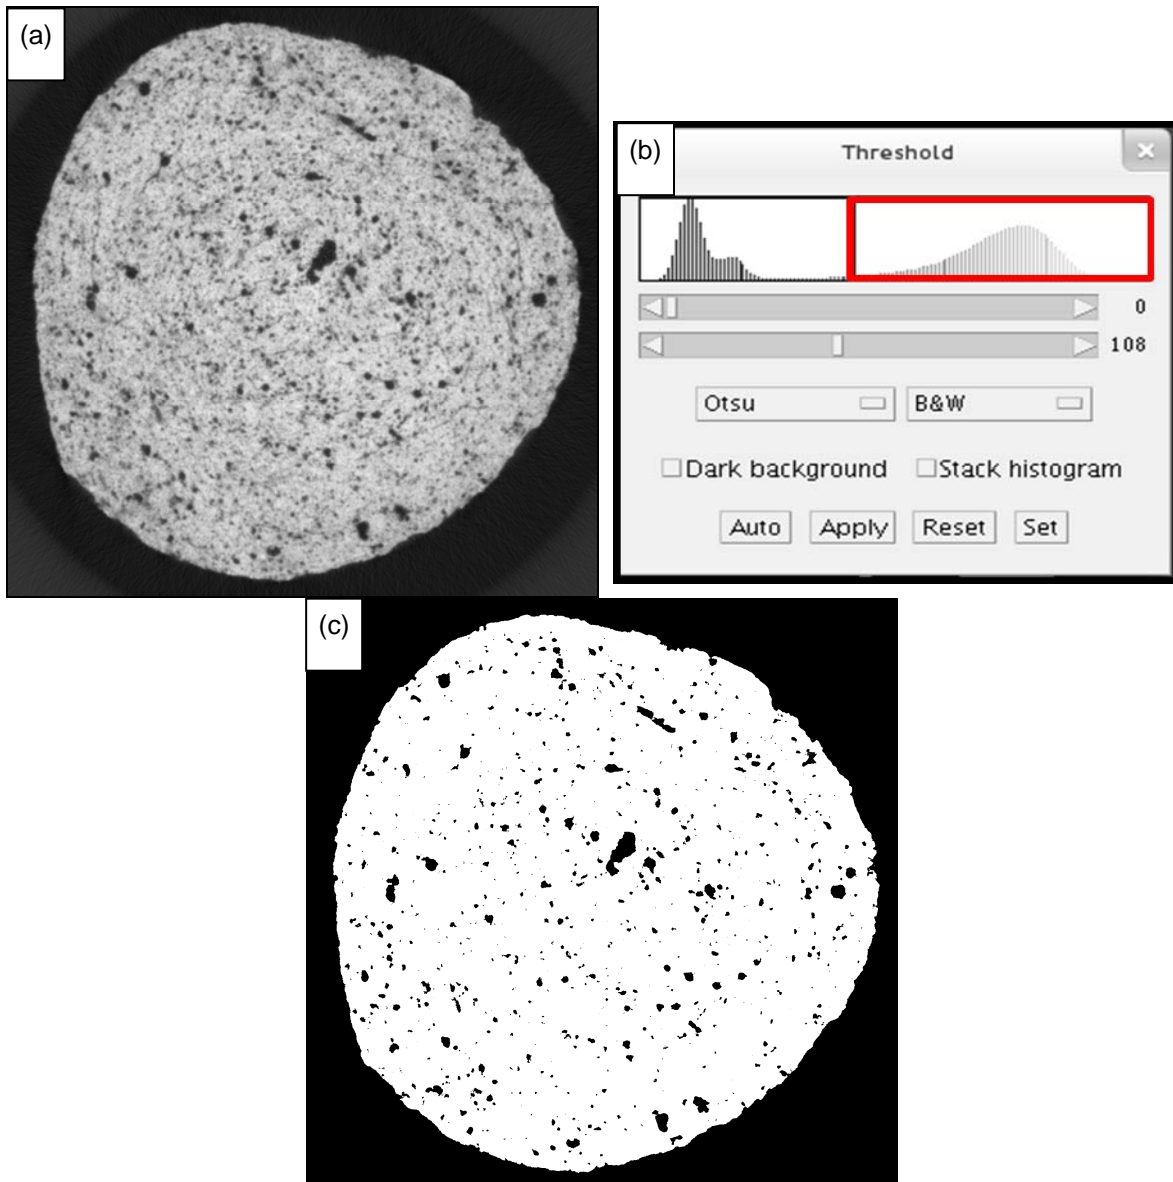 (a)
(b)
Threshold
0
108
Otsu
B&W
Dark background
Stack histogram
Auto
Apply
Reset
Set
(c)